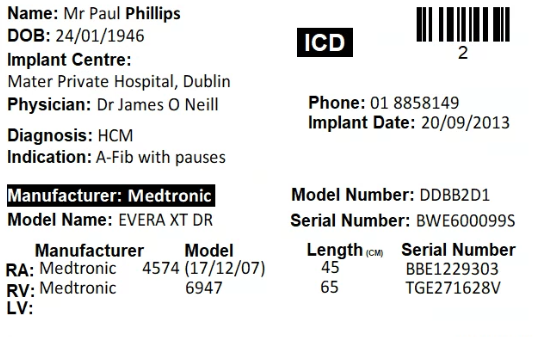 Name: Mr Paul Phillips
DOB: 24/01/1946
ICD
2
Implant Centre:
Mater Private Hospital, Dublin
Physician: Dr James O Neill
Phone: 01 8858149
Implant Date: 20/09/2013
Diagnosis: HCM
Indication: A-Fib with pauses
Manufacturer: Medtronic Model Number: DDBB2D1
Model Name: EVERA XT DR Serial Number: BWE600099S
Manufacturer Model Length (CM) Serial Number
RA: Medtronic 4574 (17/12/07) 45 BBE1229303
RV: Medtronic 6947 65 TGE271628V
LV: